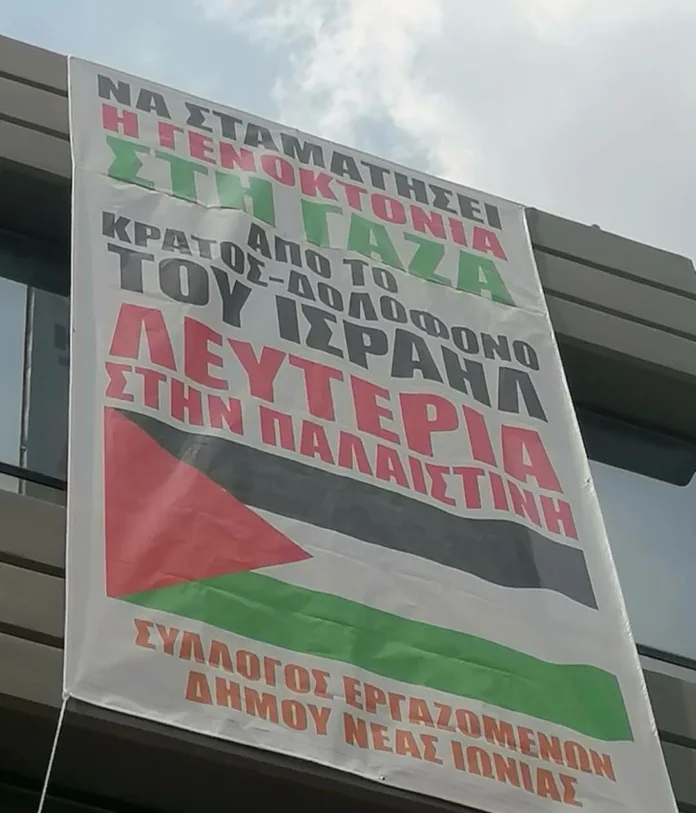 ΝΑ ΣΤΑΜΑΤΗΣΕΙ
Η ΓΕΝΟΚΤΟΝΙΑ
ΣΤΗ ΓΑΖΑ
ΑΠΟ ΤΟ
ΚΡΑΤΟΣ-ΔΟΛΟΦΟΝΟ
ΤΟΥ ΙΣΡΑΗΛ
ΛΕΥΤΕΡΙΑ
ΣΤΗΝ ΠΑΛΑΙΣΤΙΝΗ
ΣΥΛΛΟΓΟΣ ΕΡΓΑΖΟΜΕΝΩΝ
ΔΗΜΟΥ ΝΕΑΣ ΙΩΝΙΑΣ